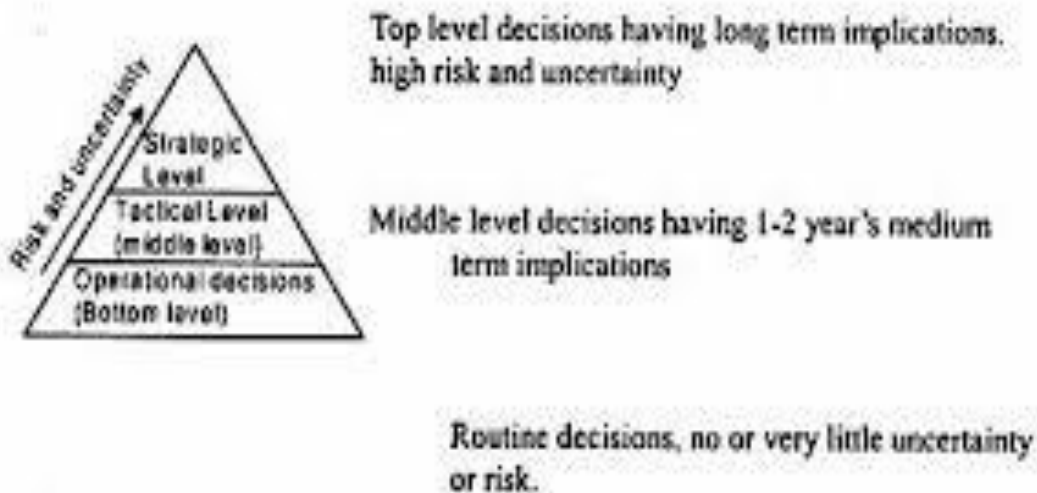 Top level decisions having long term implications.
high risk and uncertainty
Risk and uncertainty
Strategic
Level
Tactical Level
(middle level)
Operational decisions
(Bottom level)
Middle level decisions having 1-2 year's medium
term implications
Routine decisions, no or very little uncertainty
or risk.